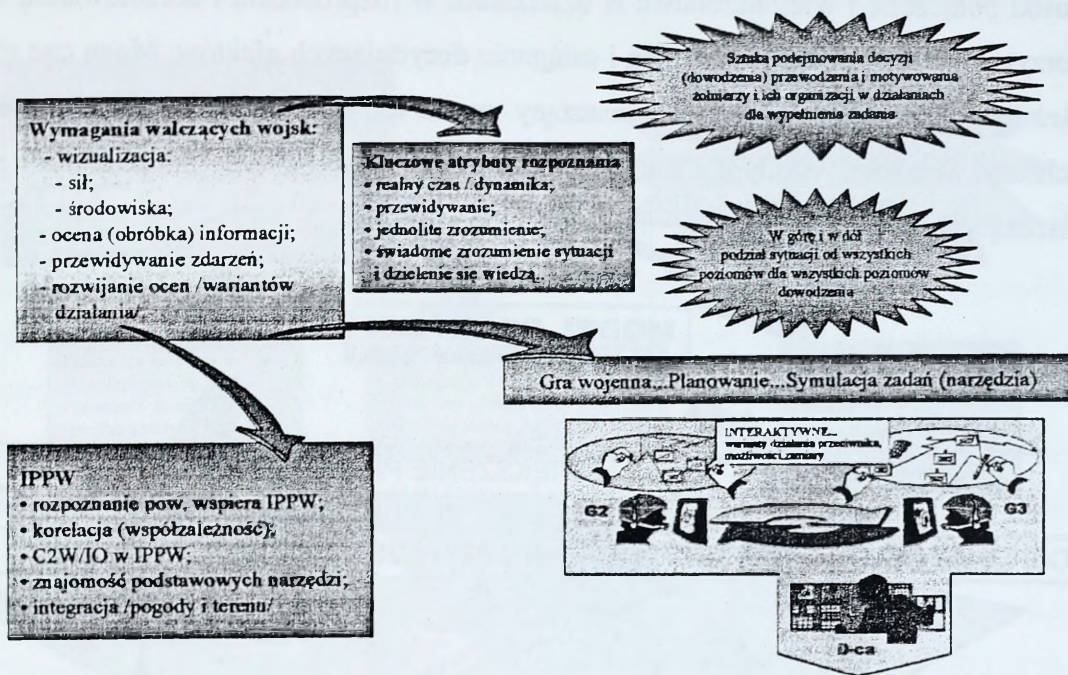 Sztuka podejmowania decyzji
(dowodzenia) przewodzenia i motywowania
żołnierzy i ich organizacji w działaniach
dla wypełnienia zadania
Wymagania walczących wojsk:
- wizualizacja:
- sił;
- środowiska;
- ocena (obróbka) informacji;
- przewidywanie zdarzeń;
- rozwijanie ocen /wariantów
działania/.
Kluczowe atrybuty rozpoznania
• realny czas / dynamika;
• przewidywanie;
• jednolite zrozumienie;
• świadome zrozumienie sytuacji
i dzielenie się wiedzą..
W górę i w dół
podział sytuacji od wszystkich
poziomów dla wszystkich poziomów
dowodzenia
Gra wojenna...Planowanie...Symulacja zadań (narzędzia)
IPPW
• rozpoznanie pow. wspiera IPPW;
• korelacja (współzależność);
• C2W/IO w IPPW;
• znajomość podstawowych narzędzi;
• integracja /pogody i terenu/
INTERAKTYWNE...
warianty działania przeciwnika,
możliwości, zamiary
G2
G3
D-ca